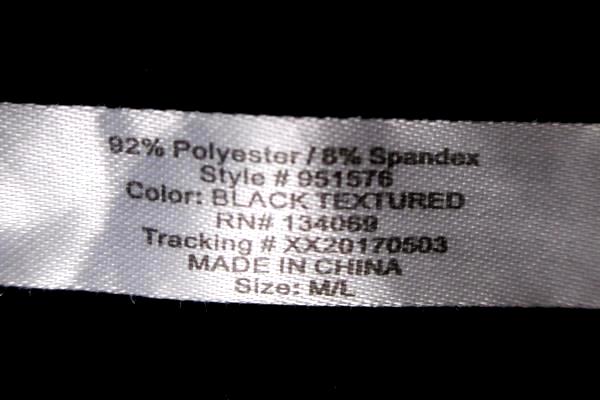 92% Polyester / 8% Spandex
Style # 951576
Color: BLACK TEXTURED
RN# 134069
Tracking # XX20170503
MADE IN CHINA
Size: M/L